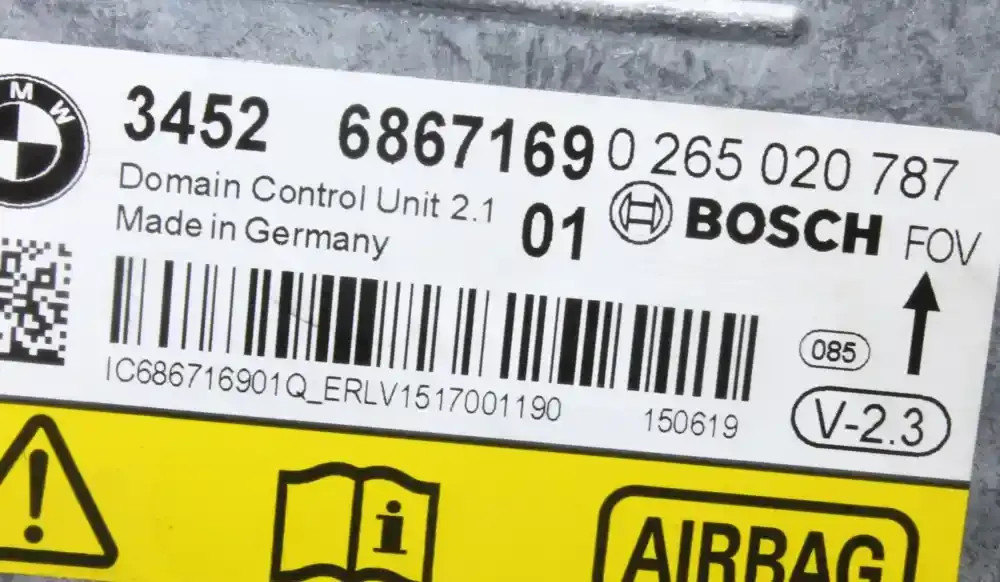 BMW
3452 6867169 0 265 020 787
Domain Control Unit 2.1
Made in Germany
01
BOSCH
FOV
085
IC686716901Q_ERLV1517001190
150619
V-2.3
i
AIRBAG